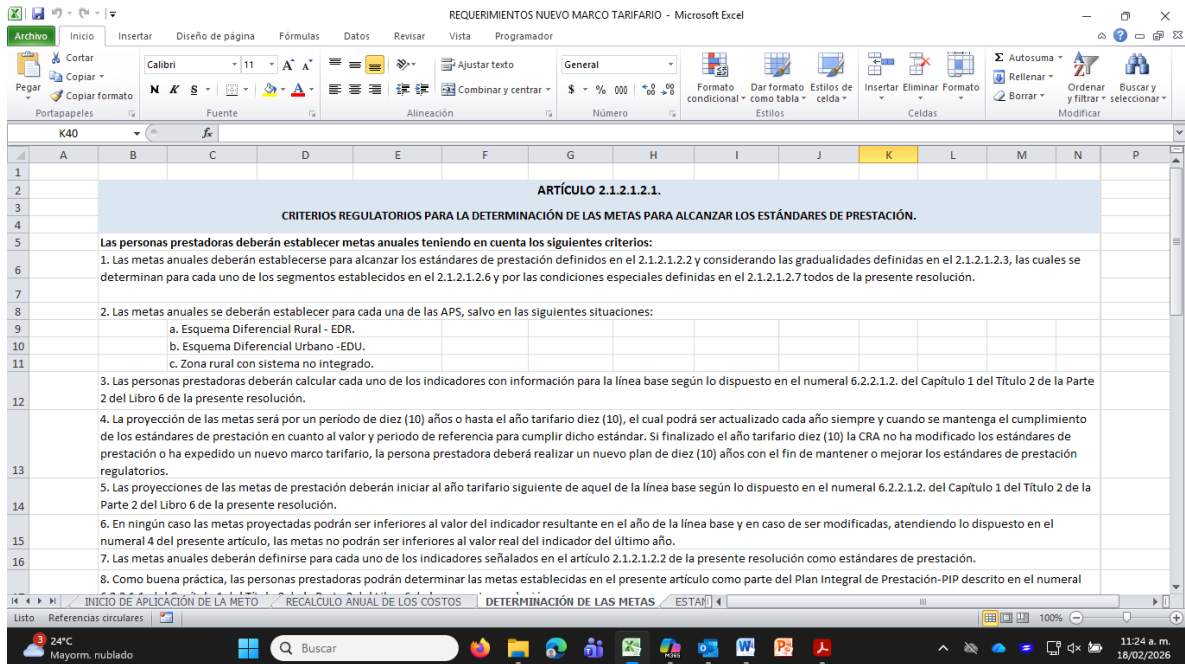 REQUERIMIENTOS NUEVO MARCO TARIFARIO - Microsoft Excel
Archivo Inicio Insertar Diseño de página Fórmulas Datos Revisar Vista Programador
Cortar
Copiar
Copiar formato
Pegar
Portapapeles
Calibri 11
N K S
Fuente
Ajustar texto
Combinar y centrar
Alineación
General
$ % 000
Número
Formato condicional
Dar formato como tabla
Estilos de celda
Estilos
Insertar Eliminar Formato
Celdas
Σ Autosuma
Rellenar
Borrar
Ordenar y filtrar
Buscar y seleccionar
Modificar
K40 fx
A B C D E F G H I J K L M N P
1
2 ARTÍCULO 2.1.2.1.2.1.
3 CRITERIOS REGULATORIOS PARA LA DETERMINACIÓN DE LAS METAS PARA ALCANZAR LOS ESTÁNDARES DE PRESTACIÓN.
4
5 Las personas prestadoras deberán establecer metas anuales teniendo en cuenta los siguientes criterios:
1. Las metas anuales deberán establecerse para alcanzar los estándares de prestación definidos en el 2.1.2.1.2.2 y considerando las gradualidades definidas en el 2.1.2.1.2.3, las cuales se
6 determinan para cada uno de los segmentos establecidos en el 2.1.2.1.2.6 y por las condiciones especiales definidas en el 2.1.2.1.2.7 todos de la presente resolución.
7
8 2. Las metas anuales se deberán establecer para cada una de las APS, salvo en las siguientes situaciones:
9 a. Esquema Diferencial Rural - EDR.
10 b. Esquema Diferencial Urbano -EDU.
11 c. Zona rural con sistema no integrado.
3. Las personas prestadoras deberán calcular cada uno de los indicadores con información para la línea base según lo dispuesto en el numeral 6.2.2.1.2. del Capítulo 1 del Título 2 de la Parte
12 2 del Libro 6 de la presente resolución.
4. La proyección de las metas será por un período de diez (10) años o hasta el año tarifario diez (10), el cual podrá ser actualizado cada año siempre y cuando se mantenga el cumplimiento
de los estándares de prestación en cuanto al valor y periodo de referencia para cumplir dicho estándar. Si finalizado el año tarifario diez (10) la CRA no ha modificado los estándares de
prestación o ha expedido un nuevo marco tarifario, la persona prestadora deberá realizar un nuevo plan de diez (10) años con el fin de mantener o mejorar los estándares de prestación
13 regulatorios.
5. Las proyecciones de las metas de prestación deberán iniciar al año tarifario siguiente de aquel de la línea base según lo dispuesto en el numeral 6.2.2.1.2. del Capítulo 1 del Título 2 de la
14 Parte 2 del Libro 6 de la presente resolución.
6. En ningún caso las metas proyectadas podrán ser inferiores al valor del indicador resultante en el año de la línea base y en caso de ser modificadas, atendiendo lo dispuesto en el
15 numeral 4 del presente artículo, las metas no podrán ser inferiores al valor real del indicador del último año.
16 7. Las metas anuales deberán definirse para cada uno de los indicadores señalados en el artículo 2.1.2.1.2.2 de la presente resolución como estándares de prestación.
8. Como buena práctica, las personas prestadoras podrán determinar las metas establecidas en el presente artículo como parte del Plan Integral de Prestación-PIP descrito en el numeral
INICIO DE APLICACIÓN DE LA METO RECALCULO ANUAL DE LOS COSTOS DETERMINACIÓN DE LAS METAS ESTAN
Listo Referencias circulares 100%
3 24°C
Mayorm. nublado
Buscar
M365
11:24 a. m.
18/02/2026